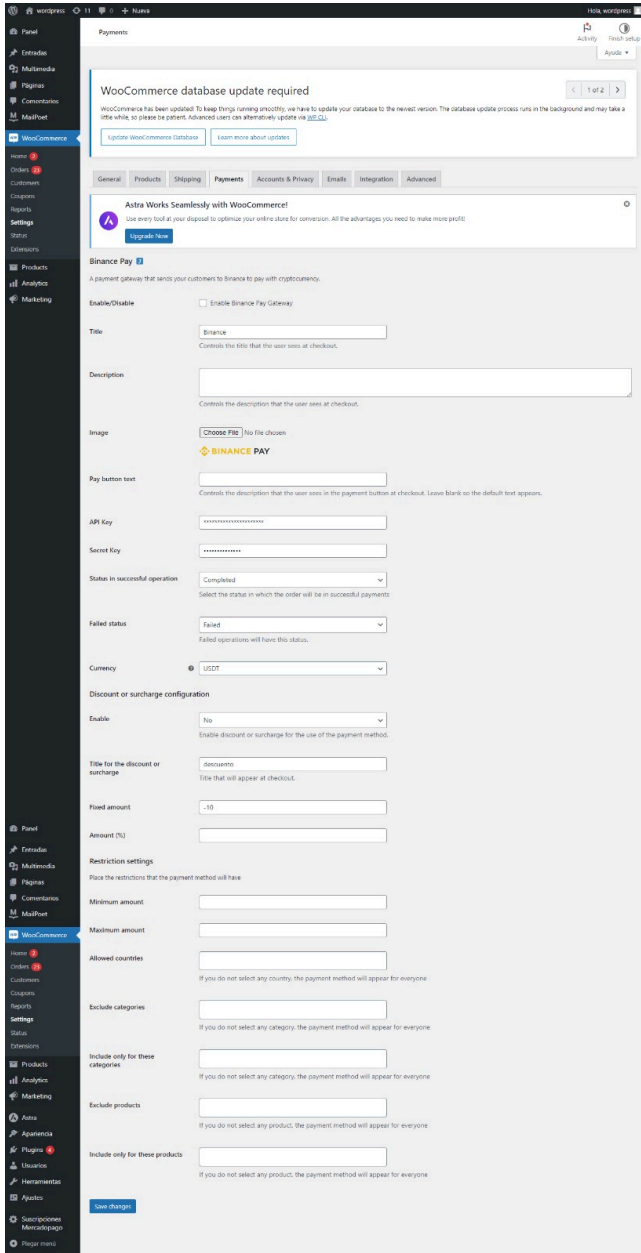 wordpress 11 0 + Nueva
Hola, wordpress
Panel
Entradas
Multimedia
Páginas
Comentarios
MailPoet
WooCommerce
Home 2
Orders 23
Customers
Coupons
Reports
Settings
Status
Extensions
Products
Analytics
Marketing
Payments
Activity
Finish setup
Ayuda
WooCommerce database update required
1 of 2
WooCommerce has been updated! To keep things running smoothly, we have to update your database to the newest version. The database update process runs in the background and may take a
little while, so please be patient. Advanced users can alternatively update via WP CLI.
Update WooCommerce Database
Learn more about updates
General Products Shipping Payments Accounts & Privacy Emails Integration Advanced
Astra Works Seamlessly with WooCommerce!
Use every tool at your disposal to optimize your online store for conversion. All the advantages you need to make more profit!
Upgrade Now
Binance Pay
A payment gateway that sends your customers to Binance to pay with cryptocurrency.
Enable/Disable
Enable Binance Pay Gateway
Title
Binance
Controls the title that the user sees at checkout.
Description
Controls the description that the user sees at checkout.
Image
Choose File No file chosen
BINANCE PAY
Pay button text
Controls the description that the user sees in the payment button at checkout. Leave blank so the default text appears.
API Key
Secret Key
Status in successful operation
Completed
Select the status in which the order will be in successful payments
Failed status
Failed
Failed operations will have this status.
Currency
USDT
Discount or surcharge configuration
Enable
No
Enable discount or surcharge for the use of the payment method.
Title for the discount or
surcharge
descuento
Title that will appear at checkout.
Fixed amount
-10
Amount (%)
Restriction settings
Place the restrictions that the payment method will have
Minimum amount
Maximum amount
Allowed countries
If you do not select any country, the payment method will appear for everyone
Exclude categories
If you do not select any category, the payment method will appear for everyone
Include only for these
categories
If you do not select any category, the payment method will appear for everyone
Exclude products
If you do not select any product, the payment method will appear for everyone
Include only for these products
If you do not select any product, the payment method will appear for everyone
Save changes
Panel
Entradas
Multimedia
Páginas
Comentarios
MailPoet
WooCommerce
Home 2
Orders 23
Customers
Coupons
Reports
Settings
Status
Extensions
Products
Analytics
Marketing
Astra
Apariencia
Plugins
Usuarios
Herramientas
Ajustes
Suscripciones
Mercadopago
Plegar menú